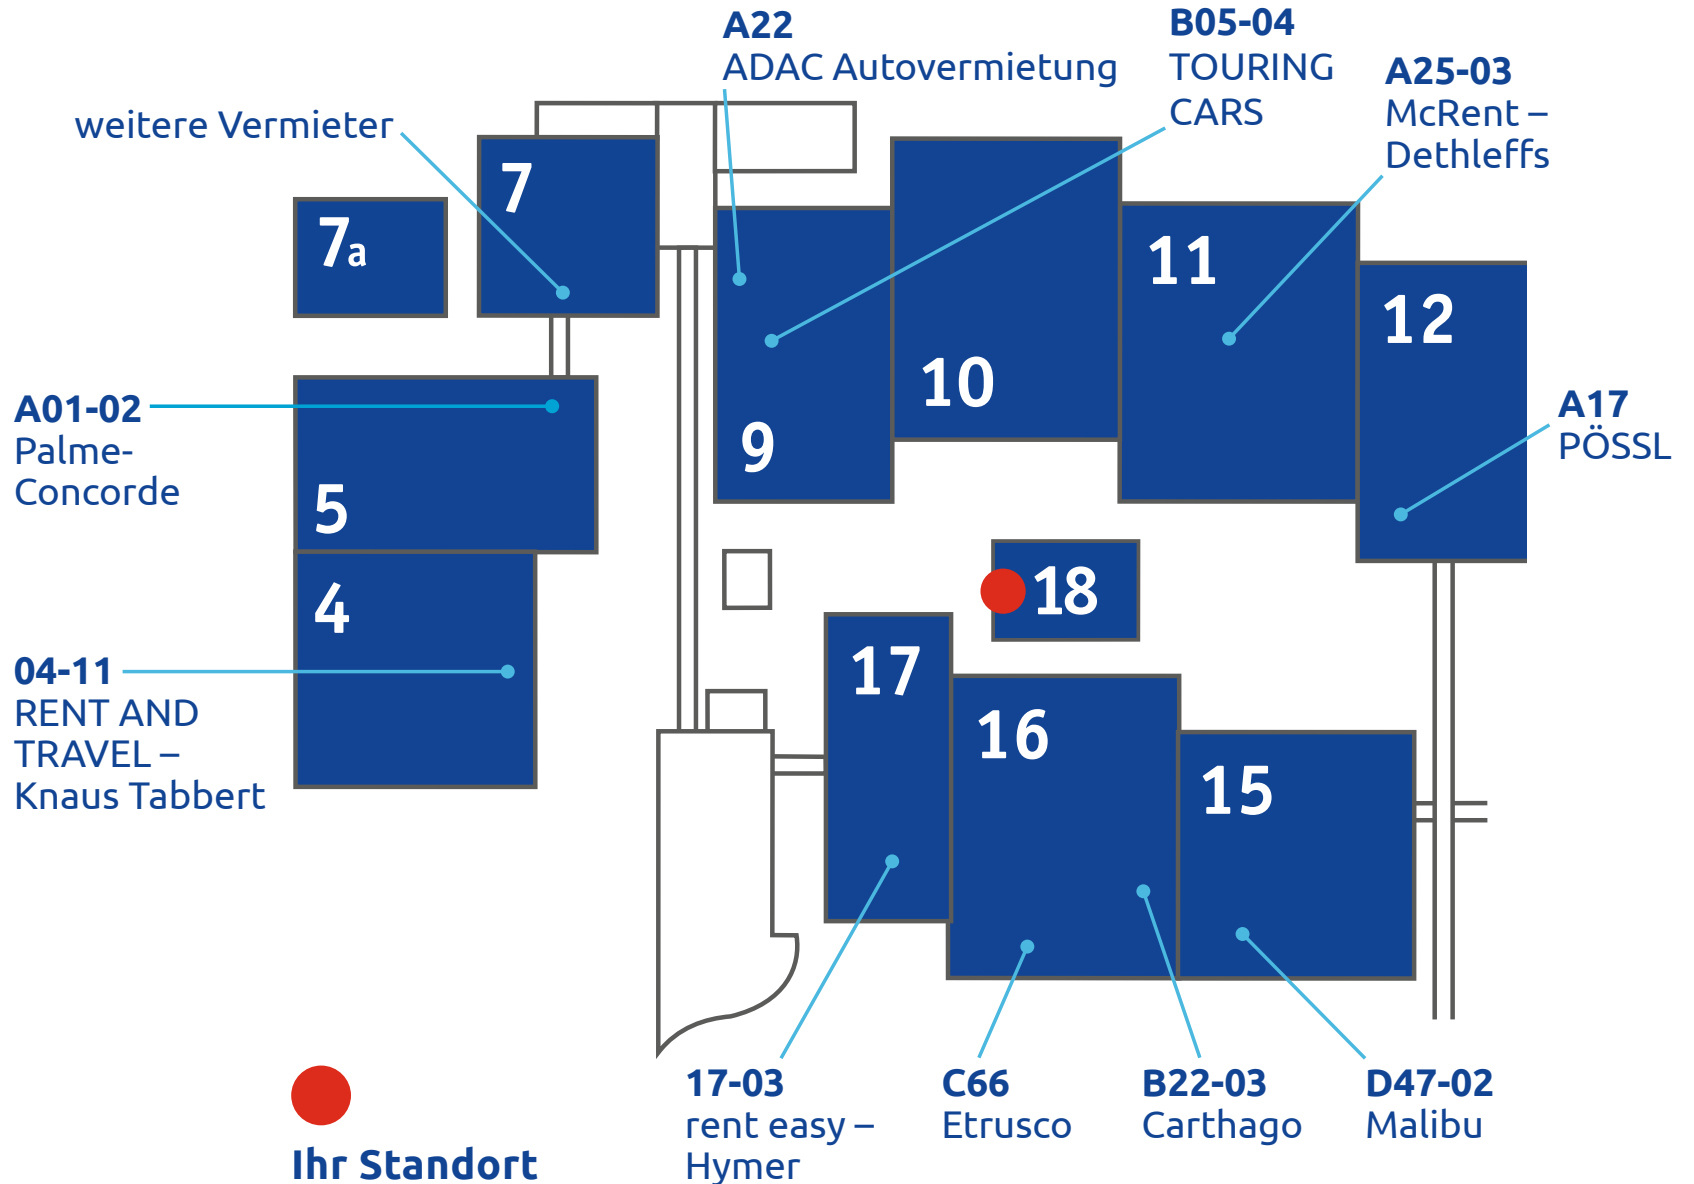 A22
ADAC Autovermietung
B05-04
TOURING
CARS
A25-03
McRent –
Dethleffs
weitere Vermieter
7
7a
11
12
10
9
A01-02
Palme-
Concorde
5
A17
PÖSSL
4
18
17
16
15
04-11
RENT AND
TRAVEL –
Knaus Tabbert
17-03
rent easy –
Hymer
C66
Etrusco
B22-03
Carthago
D47-02
Malibu
Ihr Standort